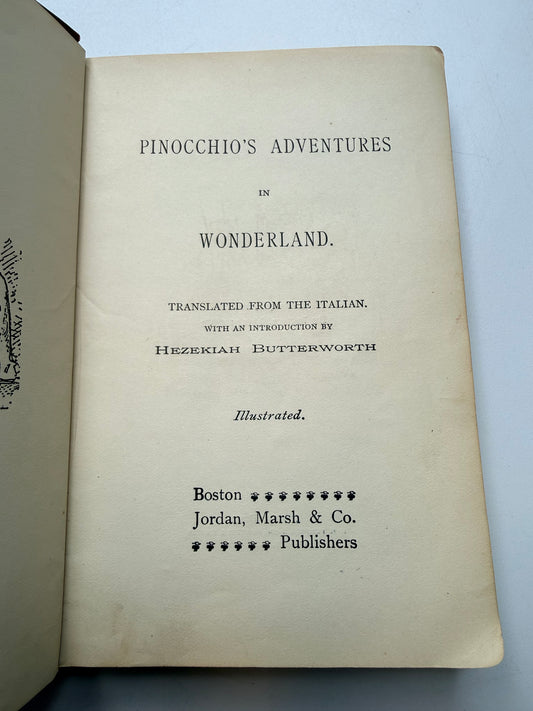 PINOCCHIO'S ADVENTURES
IN
WONDERLAND.
TRANSLATED FROM THE ITALIAN.
WITH AN INTRODUCTION BY
HEZEKIAH BUTTERWORTH
Illustrated.
Boston
Jordan, Marsh & Co.
Publishers